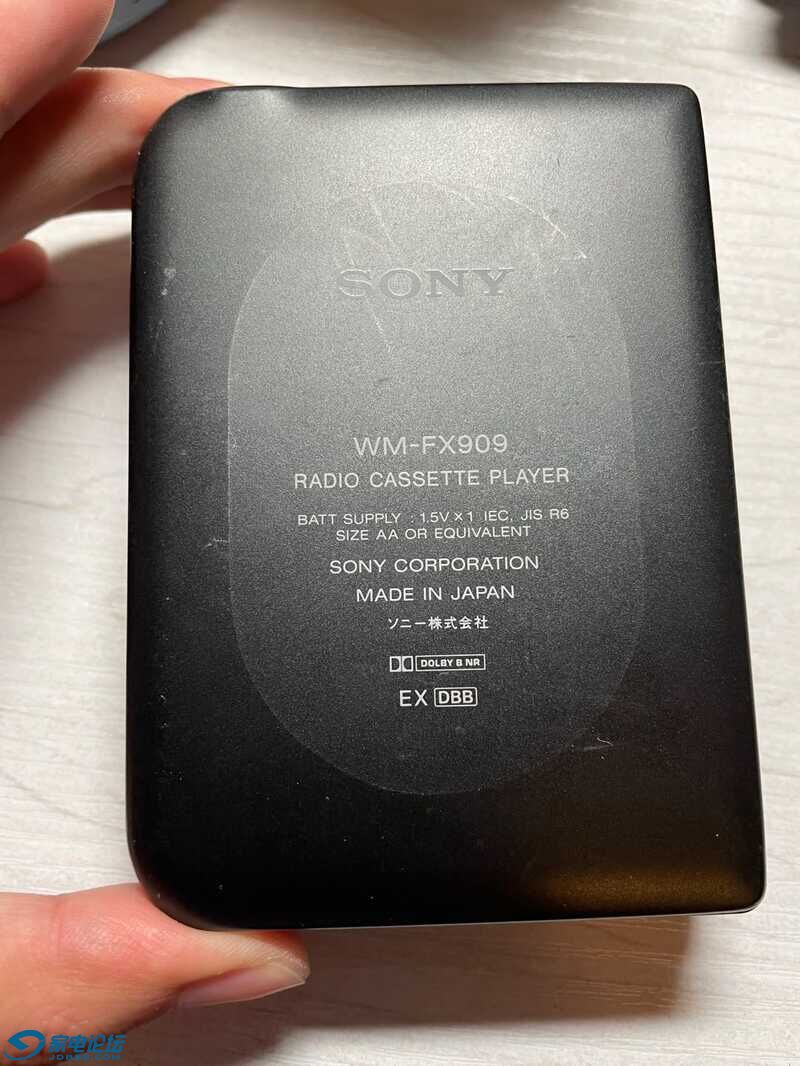 SONY
WM-FX909
RADIO CASSETTE PLAYER
BATT SUPPLY : 1.5V×1 IEC, JIS R6
SIZE AA OR EQUIVALENT
SONY CORPORATION
MADE IN JAPAN
ソニー株式会社
DOLBY B NR
EX DBB
家电论坛
JDBBS.COM